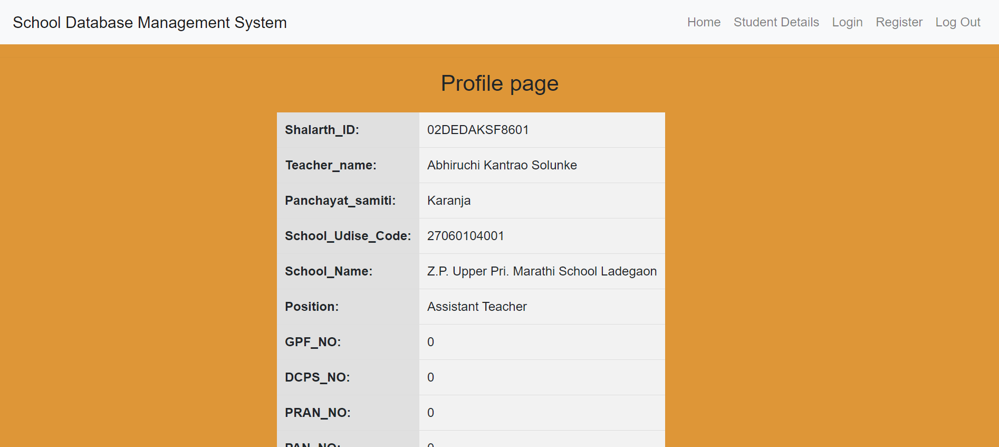 School Database Management System
Home Student Details Login Register Log Out
Profile page
Shalarth_ID: 02DEDAKSF8601
Teacher_name: Abhiruchi Kantrao Solunke
Panchayat_samiti: Karanja
School_Udise_Code: 27060104001
School_Name: Z.P. Upper Pri. Marathi School Ladegaon
Position: Assistant Teacher
GPF_NO: 0
DCPS_NO: 0
PRAN_NO: 0
PAN_NO: 0